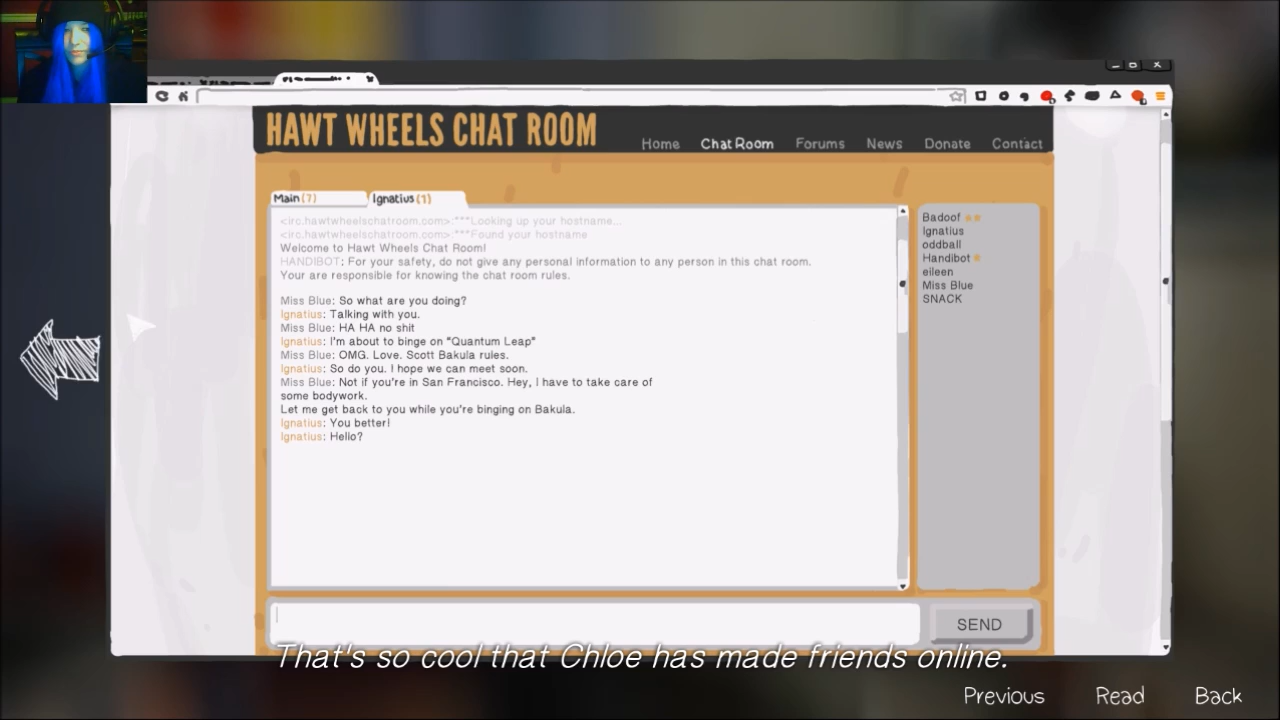 HAWT WHEELS CHAT ROOM
Home Chat Room Forums News Donate Contact
Main (7) Ignatius (1)
<irc.hawtwheelschatroom.com>:***Looking up your hostname...
<irc.hawtwheelschatroom.com>:***Found your hostname
Welcome to Hawt Wheels Chat Room!
HANDIBOT: For your safety, do not give any personal information to any person in this chat room.
Your are responsible for knowing the chat room rules.
Miss Blue: So what are you doing?
Ignatius: Talking with you.
Miss Blue: HA HA no shit
Ignatius: I'm about to binge on "Quantum Leap"
Miss Blue: OMG. Love. Scott Bakula rules.
Ignatius: So do you. I hope we can meet soon.
Miss Blue: Not if you're in San Francisco. Hey, I have to take care of
some bodywork.
Let me get back to you while you're binging on Bakula.
Ignatius: You better!
Ignatius: Hello?
Badoof
Ignatius
oddball
Handibot
eileen
Miss Blue
SNACK
SEND
That's so cool that Chloe has made friends online.
Previous Read Back